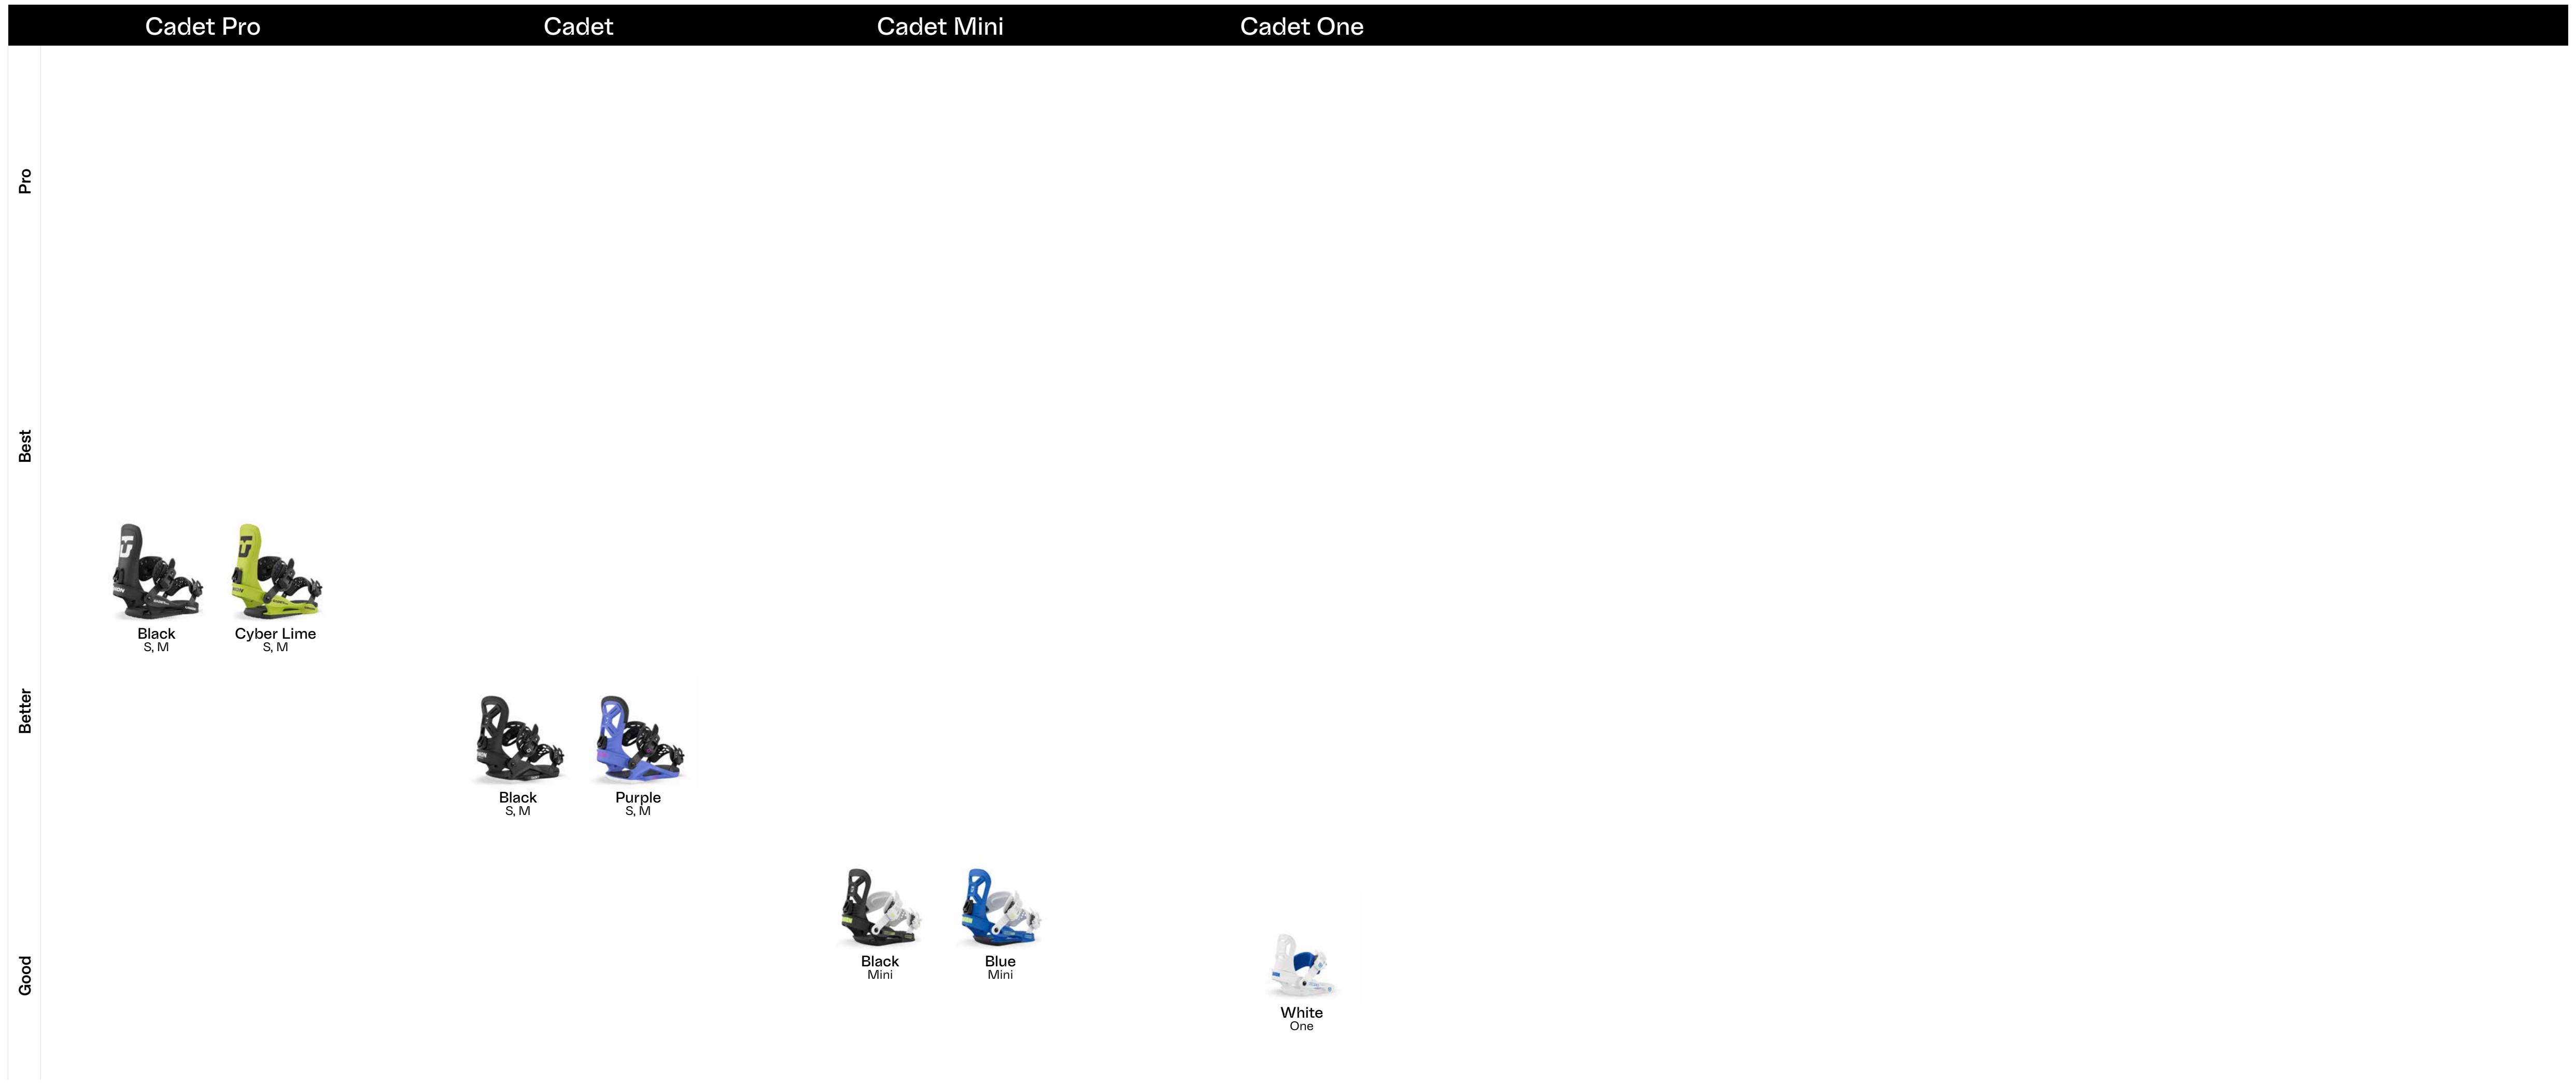 Cadet Pro
Cadet
Cadet Mini
Cadet One
Pro
Best
Black
S, M
Cyber Lime
S, M
Better
Black
S, M
Purple
S, M
Good
Black
Mini
Blue
Mini
White
One